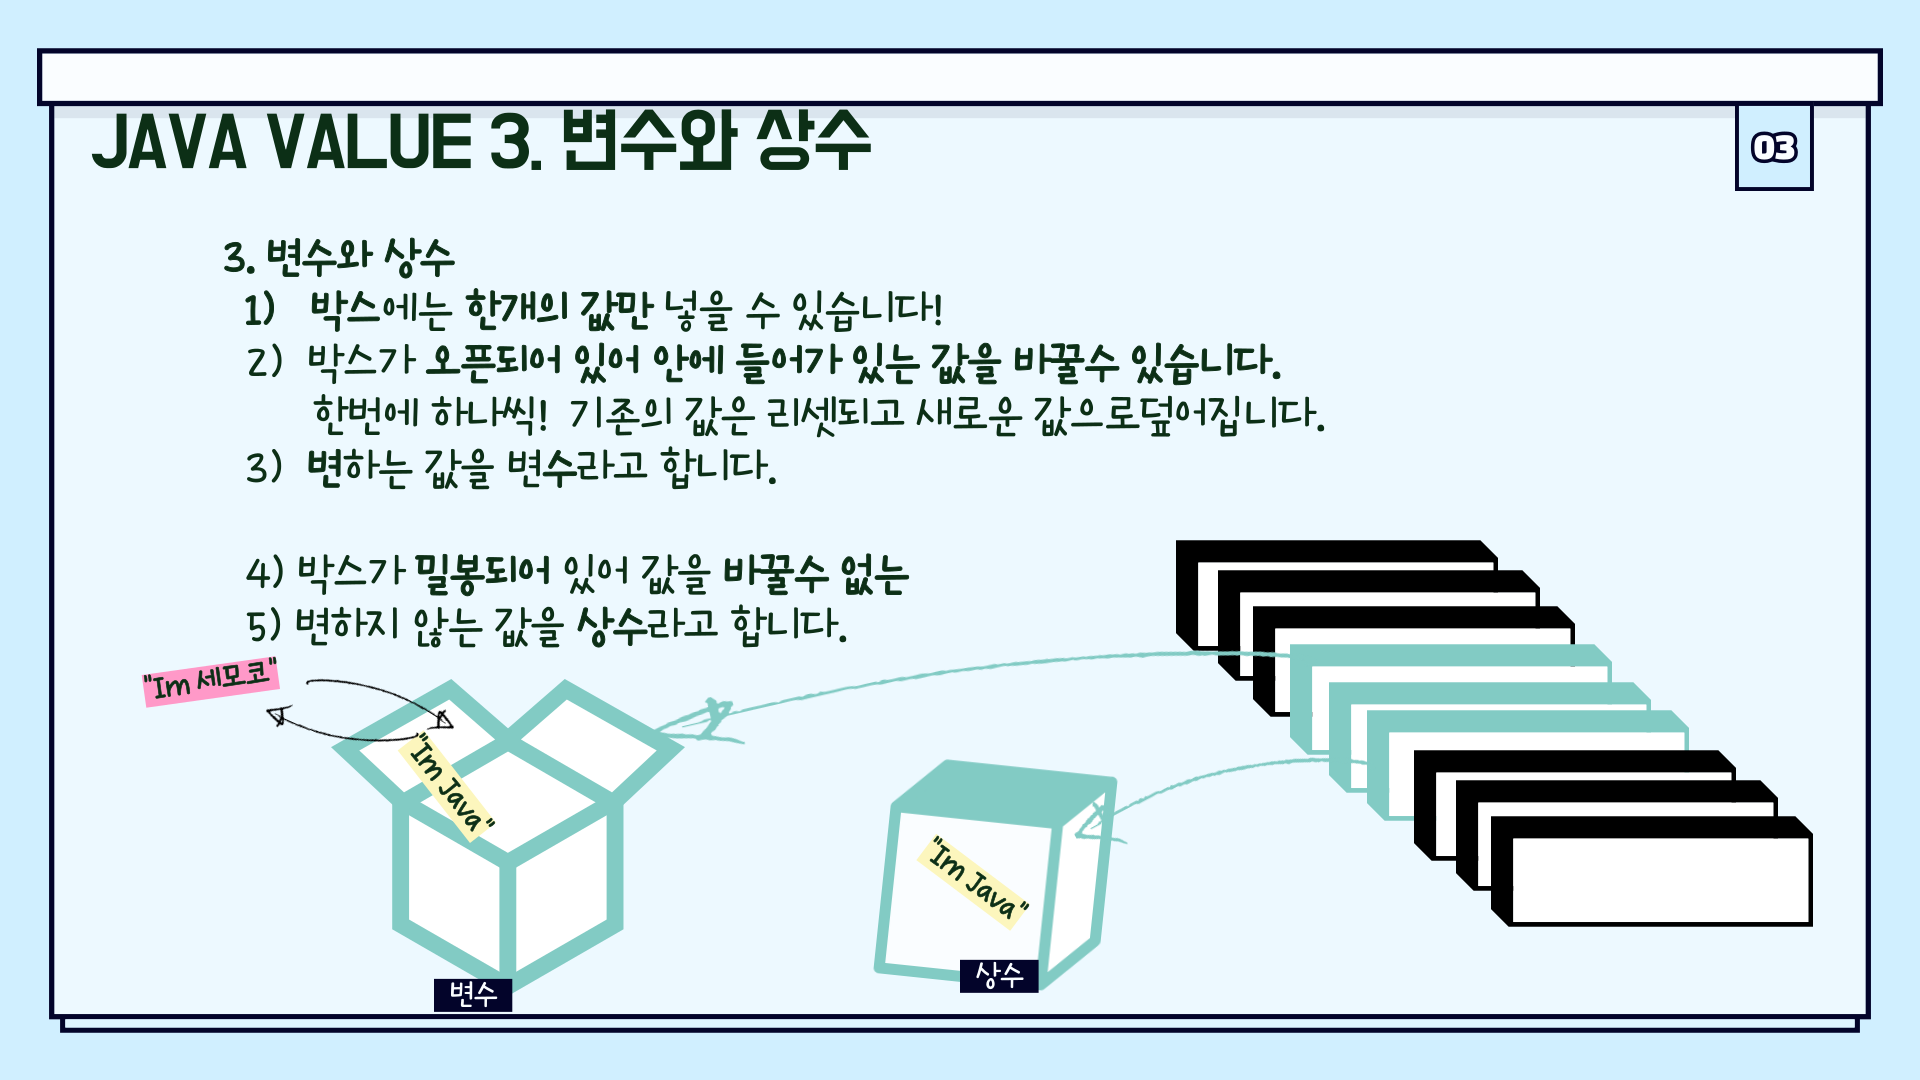 JAVA VALUE 3. 변수와 상수
03
3. 변수와 상수
1) 박스에는 한개의 값만 넣을 수 있습니다!
2) 박스가 오픈되어 있어 안에 들어가 있는 값을 바꿀수 있습니다.
한번에 하나씩! 기존의 값은 리셋되고 새로운 값으로덮어집니다.
3) 변하는 값을 변수라고 합니다.
4) 박스가 밀봉되어 있어 값을 바꿀수 없는
5) 변하지 않는 값을 상수라고 합니다.
"Im 세모코"
"Im Java"
"Im Java"
변수
상수